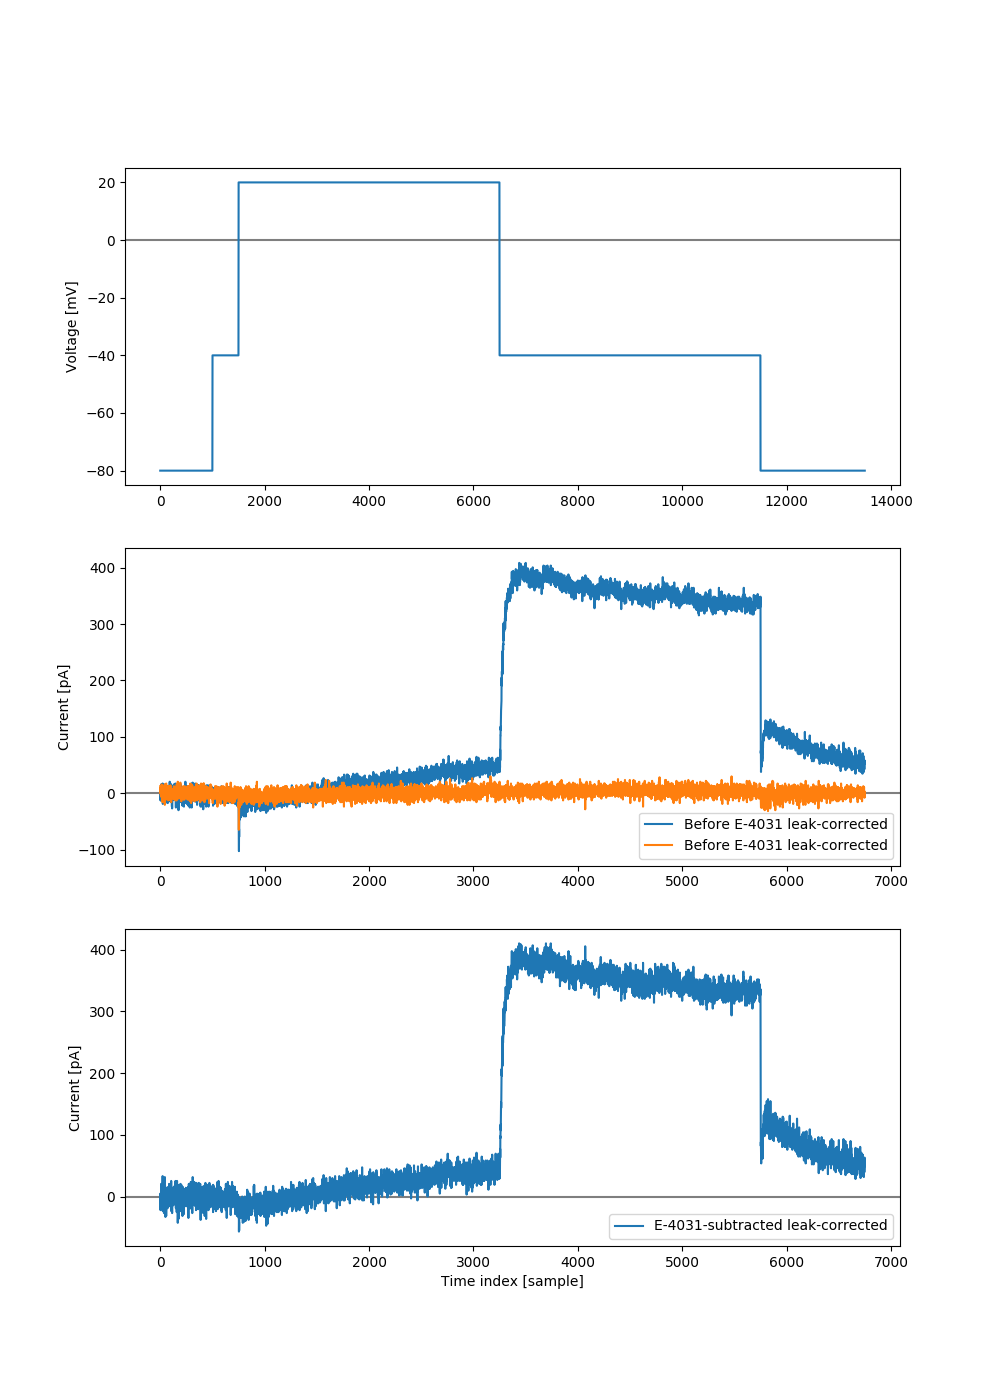 20
0
−20
−40
−60
−80
Voltage [mV]
0 2000 4000 6000 8000 10000 12000 14000
400
300
200
100
0
−100
Current [pA]
Before E-4031 leak-corrected
Before E-4031 leak-corrected
0 1000 2000 3000 4000 5000 6000 7000
400
300
200
100
0
Current [pA]
E-4031-subtracted leak-corrected
0 1000 2000 3000 4000 5000 6000 7000
Time index [sample]